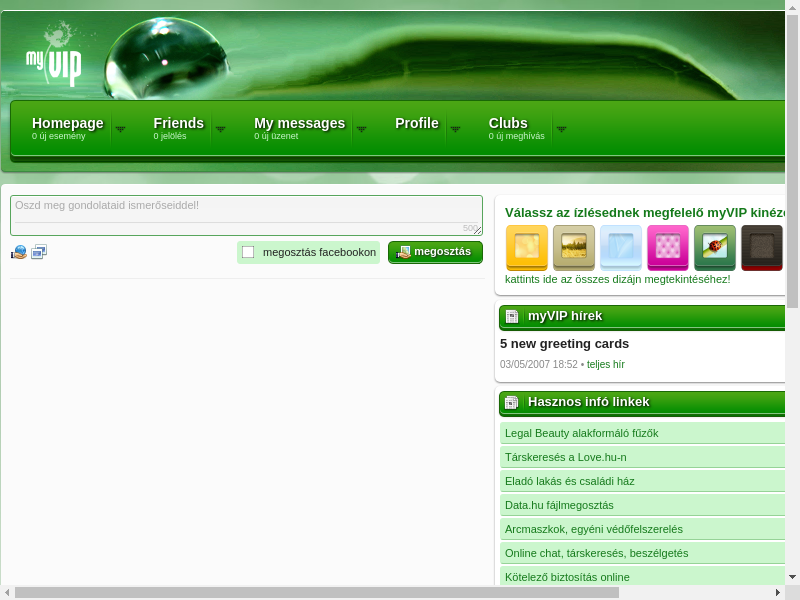 my VIP
Homepage
0 új esemény
Friends
0 jelölés
My messages
0 új üzenet
Profile
Clubs
0 új meghívás
Oszd meg gondolataid ismerőseiddel!
500
megosztás facebookon
megosztás
Válassz az ízlésednek megfelelő myVIP
kattints ide az összes dizájn megtekintéséhez!
myVIP hírek
5 new greeting cards
03/05/2007 18:52 • teljes hír
Hasznos infó linkek
Legal Beauty alakformáló fűzők
Társkeresés a Love.hu-n
Eladó lakás és családi ház
Data.hu fájlmegosztás
Arcmaszkok, egyéni védőfelszerelés
Online chat, társkeresés, beszélgetés
Kötelező biztosítás online